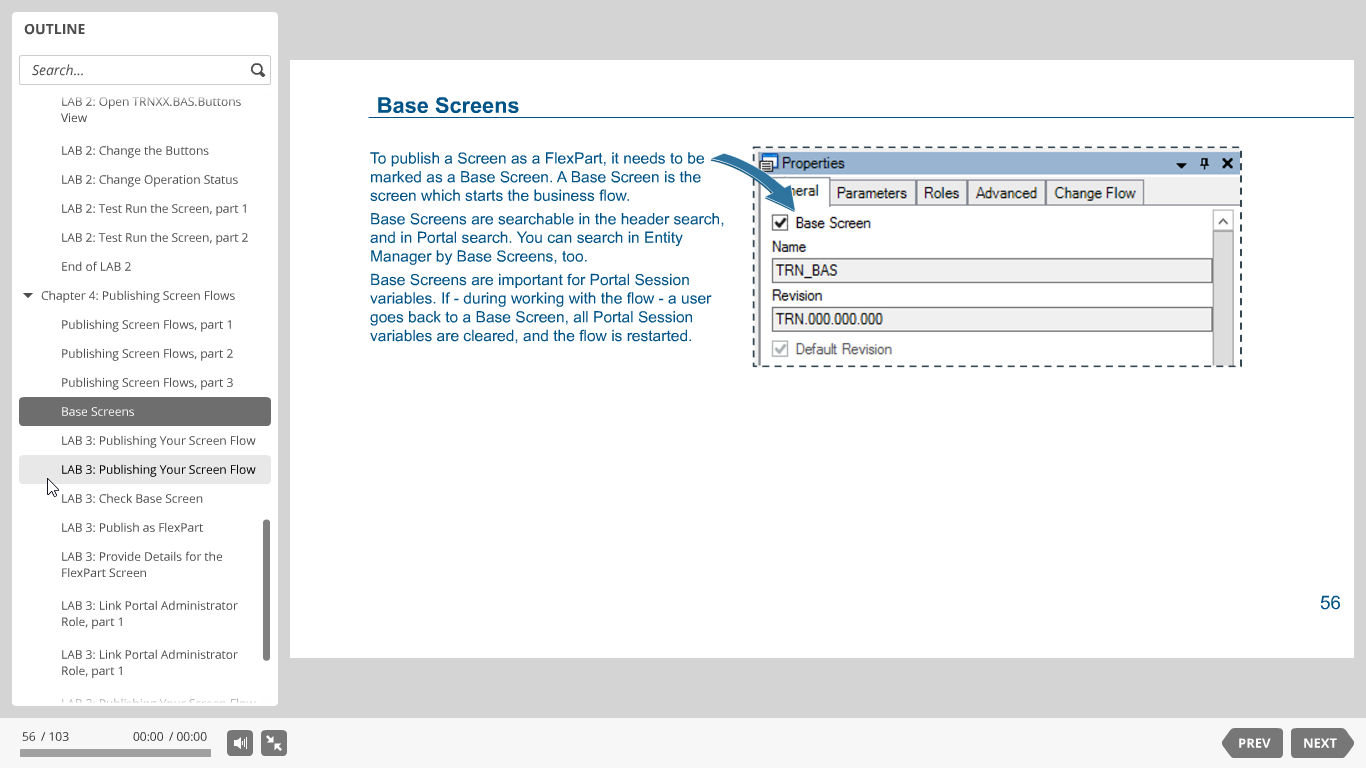 OUTLINE
Search...
LAB 2: Open TRNXX.BAS.Buttons
View
LAB 2: Change the Buttons
LAB 2: Change Operation Status
LAB 2: Test Run the Screen, part 1
LAB 2: Test Run the Screen, part 2
End of LAB 2
Chapter 4: Publishing Screen Flows
Publishing Screen Flows, part 1
Publishing Screen Flows, part 2
Publishing Screen Flows, part 3
Base Screens
LAB 3: Publishing Your Screen Flow
LAB 3: Publishing Your Screen Flow
LAB 3: Check Base Screen
LAB 3: Publish as FlexPart
LAB 3: Provide Details for the
FlexPart Screen
LAB 3: Link Portal Administrator
Role, part 1
LAB 3: Link Portal Administrator
Role, part 1
LAB 3: Publishing Your Screen Flow
Base Screens
To publish a Screen as a FlexPart, it needs to be
marked as a Base Screen. A Base Screen is the
screen which starts the business flow.
Base Screens are searchable in the header search,
and in Portal search. You can search in Entity
Manager by Base Screens, too.
Base Screens are important for Portal Session
variables. If - during working with the flow - a user
goes back to a Base Screen, all Portal Session
variables are cleared, and the flow is restarted.
Properties
neral Parameters Roles Advanced Change Flow
Base Screen
Name
TRN_BAS
Revision
TRN.000.000.000
Default Revision
56
56 / 103 00:00 / 00:00
PREV NEXT